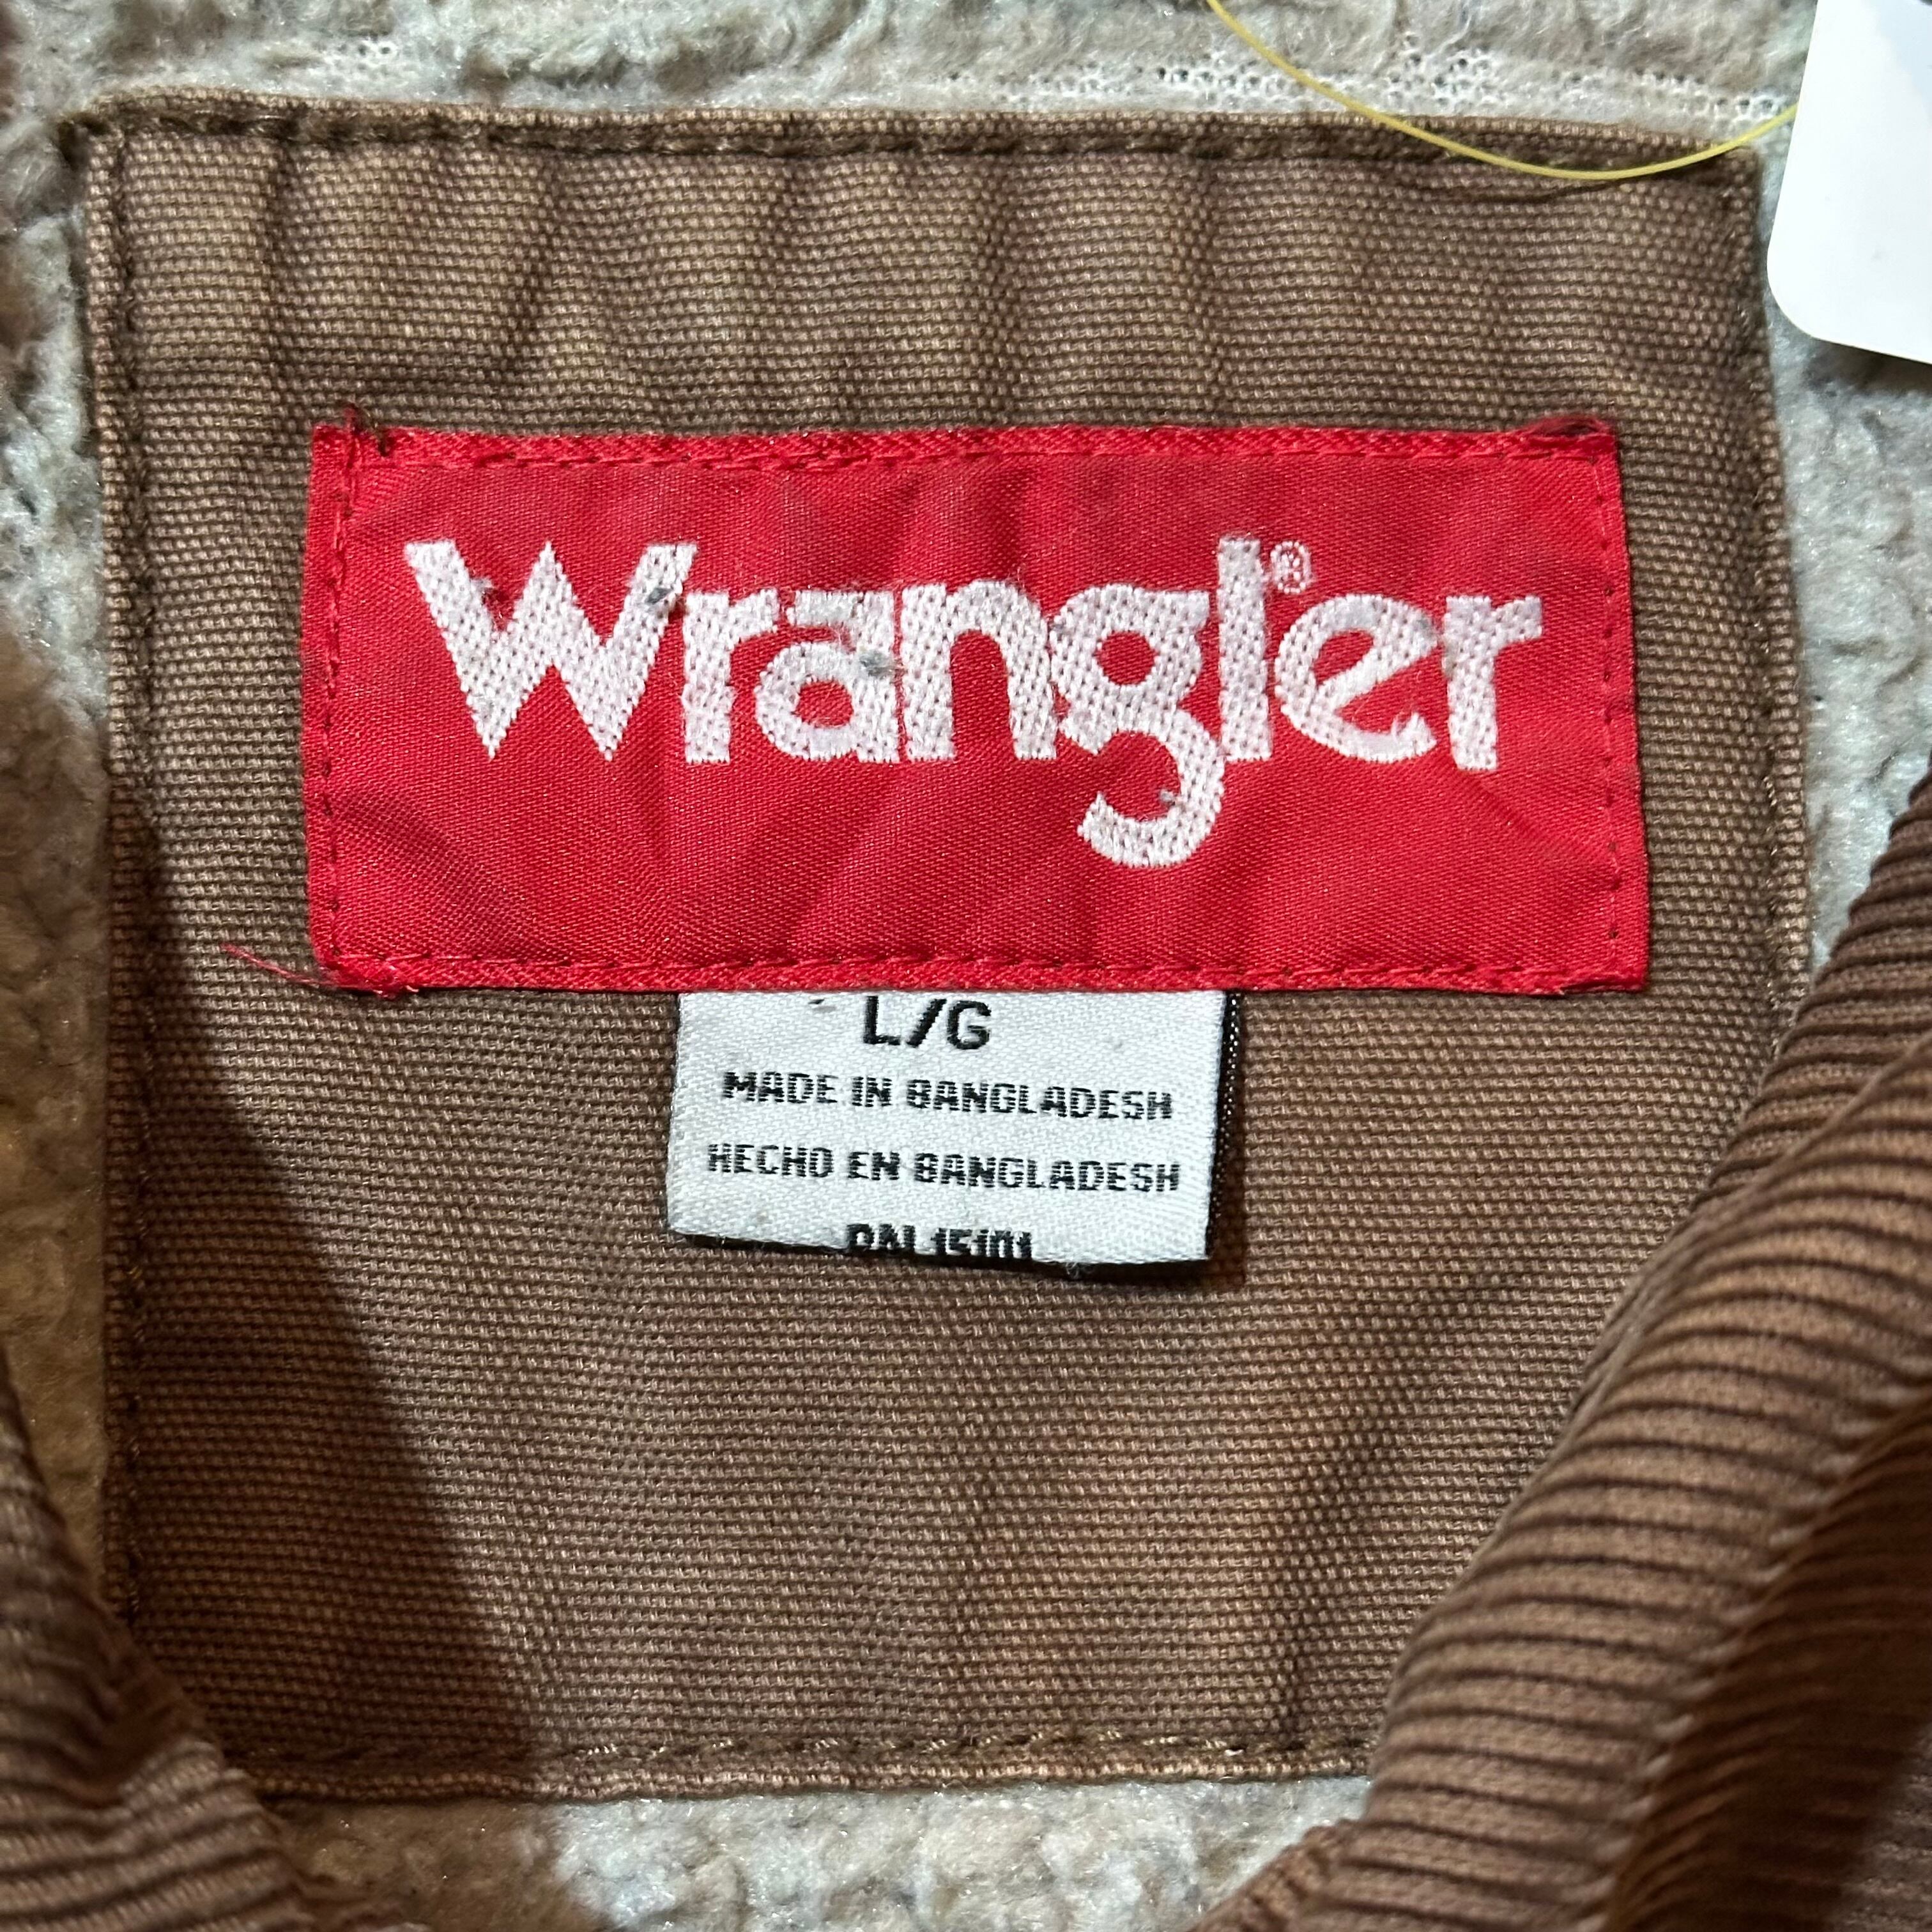 Wrangler®
L/G
MADE IN BANGLADESH
HECHO EN BANGLADESH